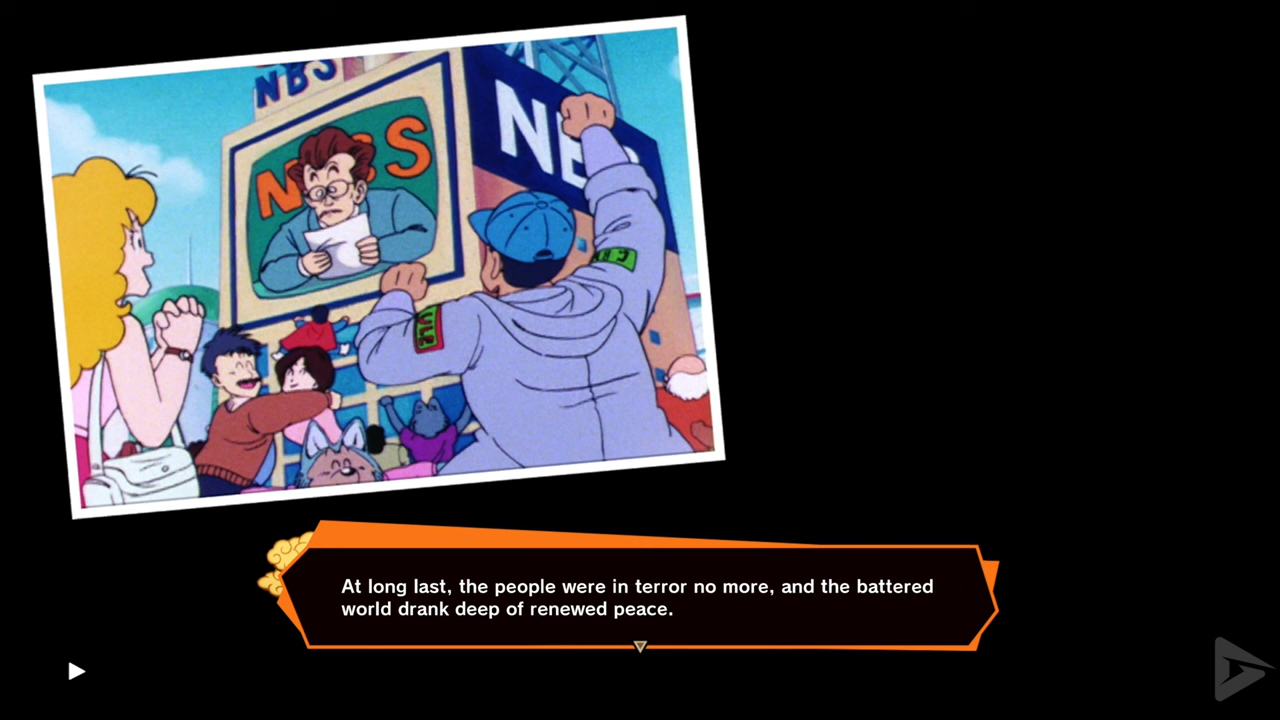 NBS
NBS
NB
At long last, the people were in terror no more, and the battered
world drank deep of renewed peace.